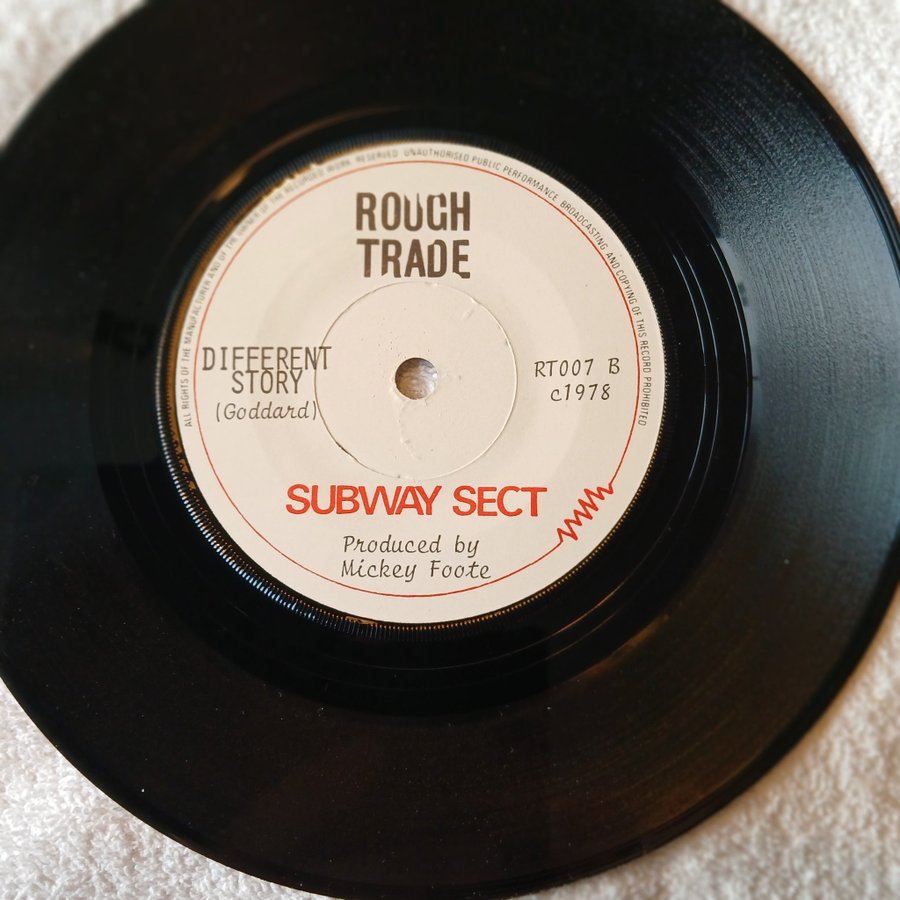 ALL RIGHTS OF THE MANUFACTURER AND OF THE OWNER OF THE RECORDED WORK RESERVED. UNAUTHORISED PUBLIC PERFORMANCE, BROADCASTING AND COPYING OF THIS RECORD PROHIBITED
ROUGH
TRADE
DIFFERENT
STORY
(Goddard)
RT007 B
c1978
SUBWAY SECT
Produced by
Mickey Foote